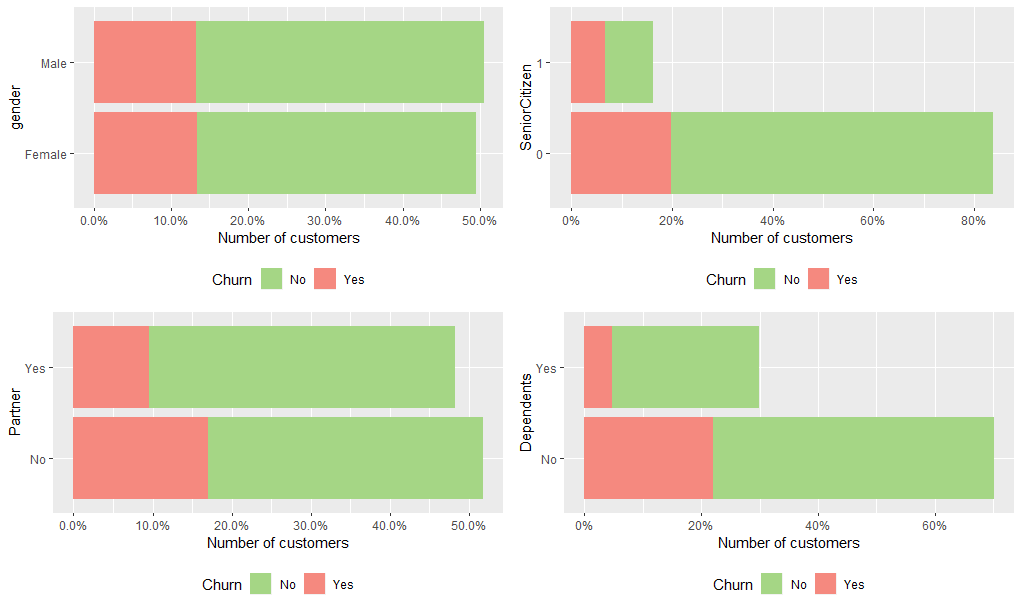 gender
Male
Female
0.0% 10.0% 20.0% 30.0% 40.0% 50.0%
Number of customers
Churn No Yes
SeniorCitizen
1
0
0% 20% 40% 60% 80%
Number of customers
Churn No Yes
Partner
Yes
No
0.0% 10.0% 20.0% 30.0% 40.0% 50.0%
Number of customers
Churn No Yes
Dependents
Yes
No
0% 20% 40% 60%
Number of customers
Churn No Yes